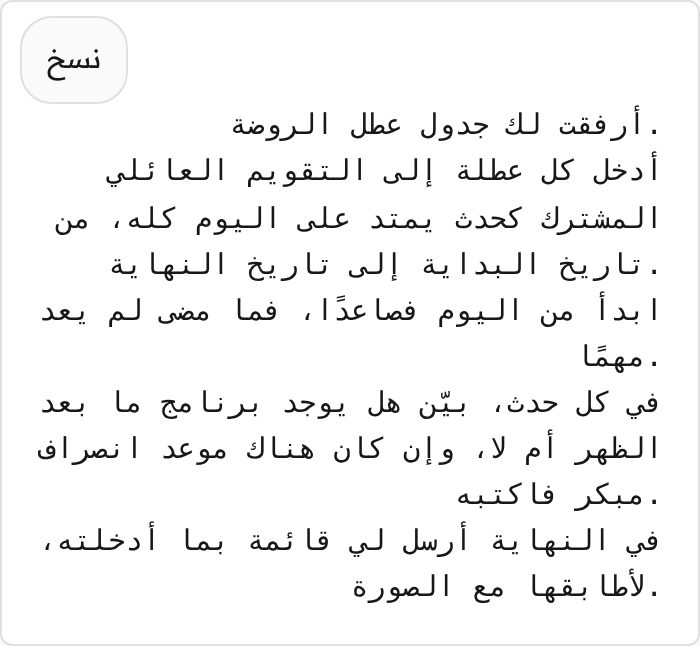 نسخ
أرفقت لك جدول عطل الروضة.
أدخل كل عطلة إلى التقويم العائلي
المشترك كحدث يمتد على اليوم كله، من
تاريخ البداية إلى تاريخ النهاية.
ابدأ من اليوم فصاعدًا، فما مضى لم يعد
مهمًا.
في كل حدث، بيّن هل يوجد برنامج ما بعد
الظهر أم لا، وإن كان هناك موعد انصراف
مبكر فاكتبه.
في النهاية أرسل لي قائمة بما أدخلته،
لأطابقها مع الصورة.